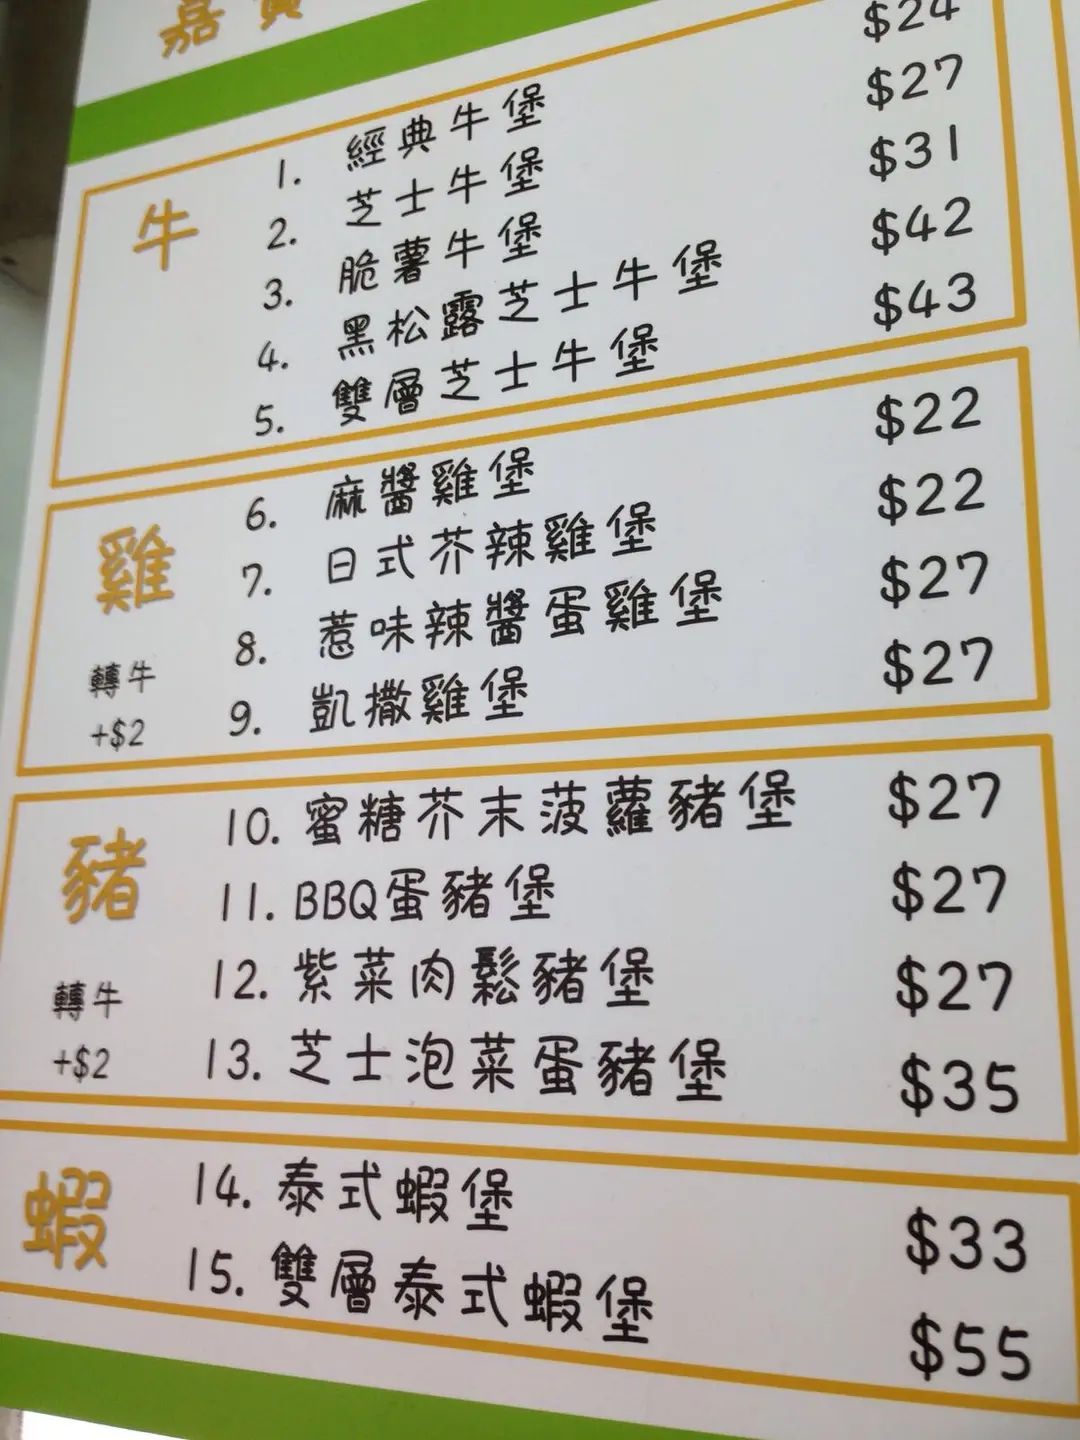 嘉賓
牛
1. 經典牛堡 $24
2. 芝士牛堡 $27
3. 脆薯牛堡 $31
4. 黑松露芝士牛堡 $42
5. 雙層芝士牛堡 $43
雞
轉牛
+$2
6. 麻醬雞堡 $22
7. 日式芥辣雞堡 $22
8. 惹味辣醬蛋雞堡 $27
9. 凱撒雞堡 $27
豬
轉牛
+$2
10. 蜜糖芥末菠蘿豬堡 $27
11. BBQ蛋豬堡 $27
12. 紫菜肉鬆豬堡 $27
13. 芝士泡菜蛋豬堡 $35
蝦
14. 泰式蝦堡 $33
15. 雙層泰式蝦堡 $55